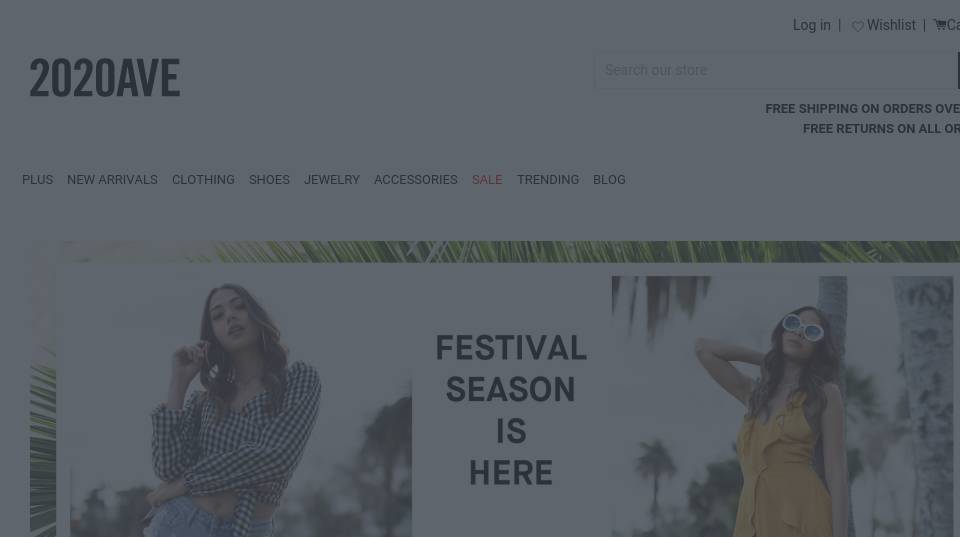 Log in | Wishlist | Ca
2020AVE
Search our store
FREE SHIPPING ON ORDERS OVE
FREE RETURNS ON ALL OR
PLUS NEW ARRIVALS CLOTHING SHOES JEWELRY ACCESSORIES SALE TRENDING BLOG
FESTIVAL
SEASON
IS
HERE